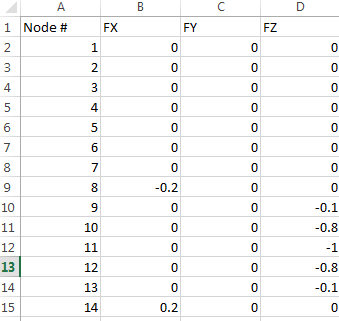 A B C D
1 Node # FX FY FZ
2 1 0 0 0
3 2 0 0 0
4 3 0 0 0
5 4 0 0 0
6 5 0 0 0
7 6 0 0 0
8 7 0 0 0
9 8 -0.2 0 0
10 9 0 0 -0.1
11 10 0 0 -0.8
12 11 0 0 -1
13 12 0 0 -0.8
14 13 0 0 -0.1
15 14 0.2 0 0